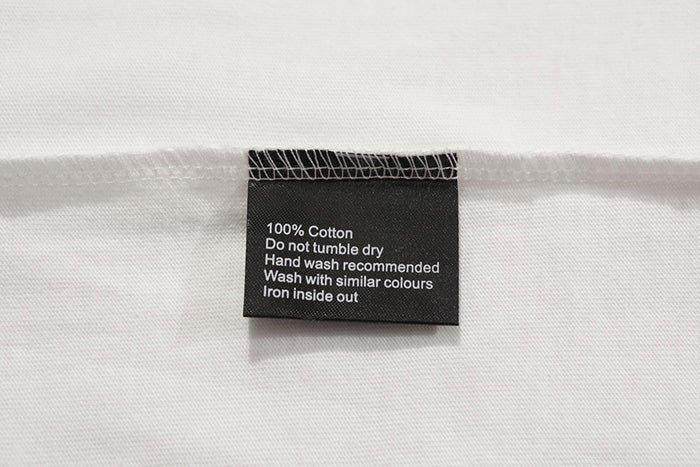 100% Cotton
Do not tumble dry
Hand wash recommended
Wash with similar colours
Iron inside out